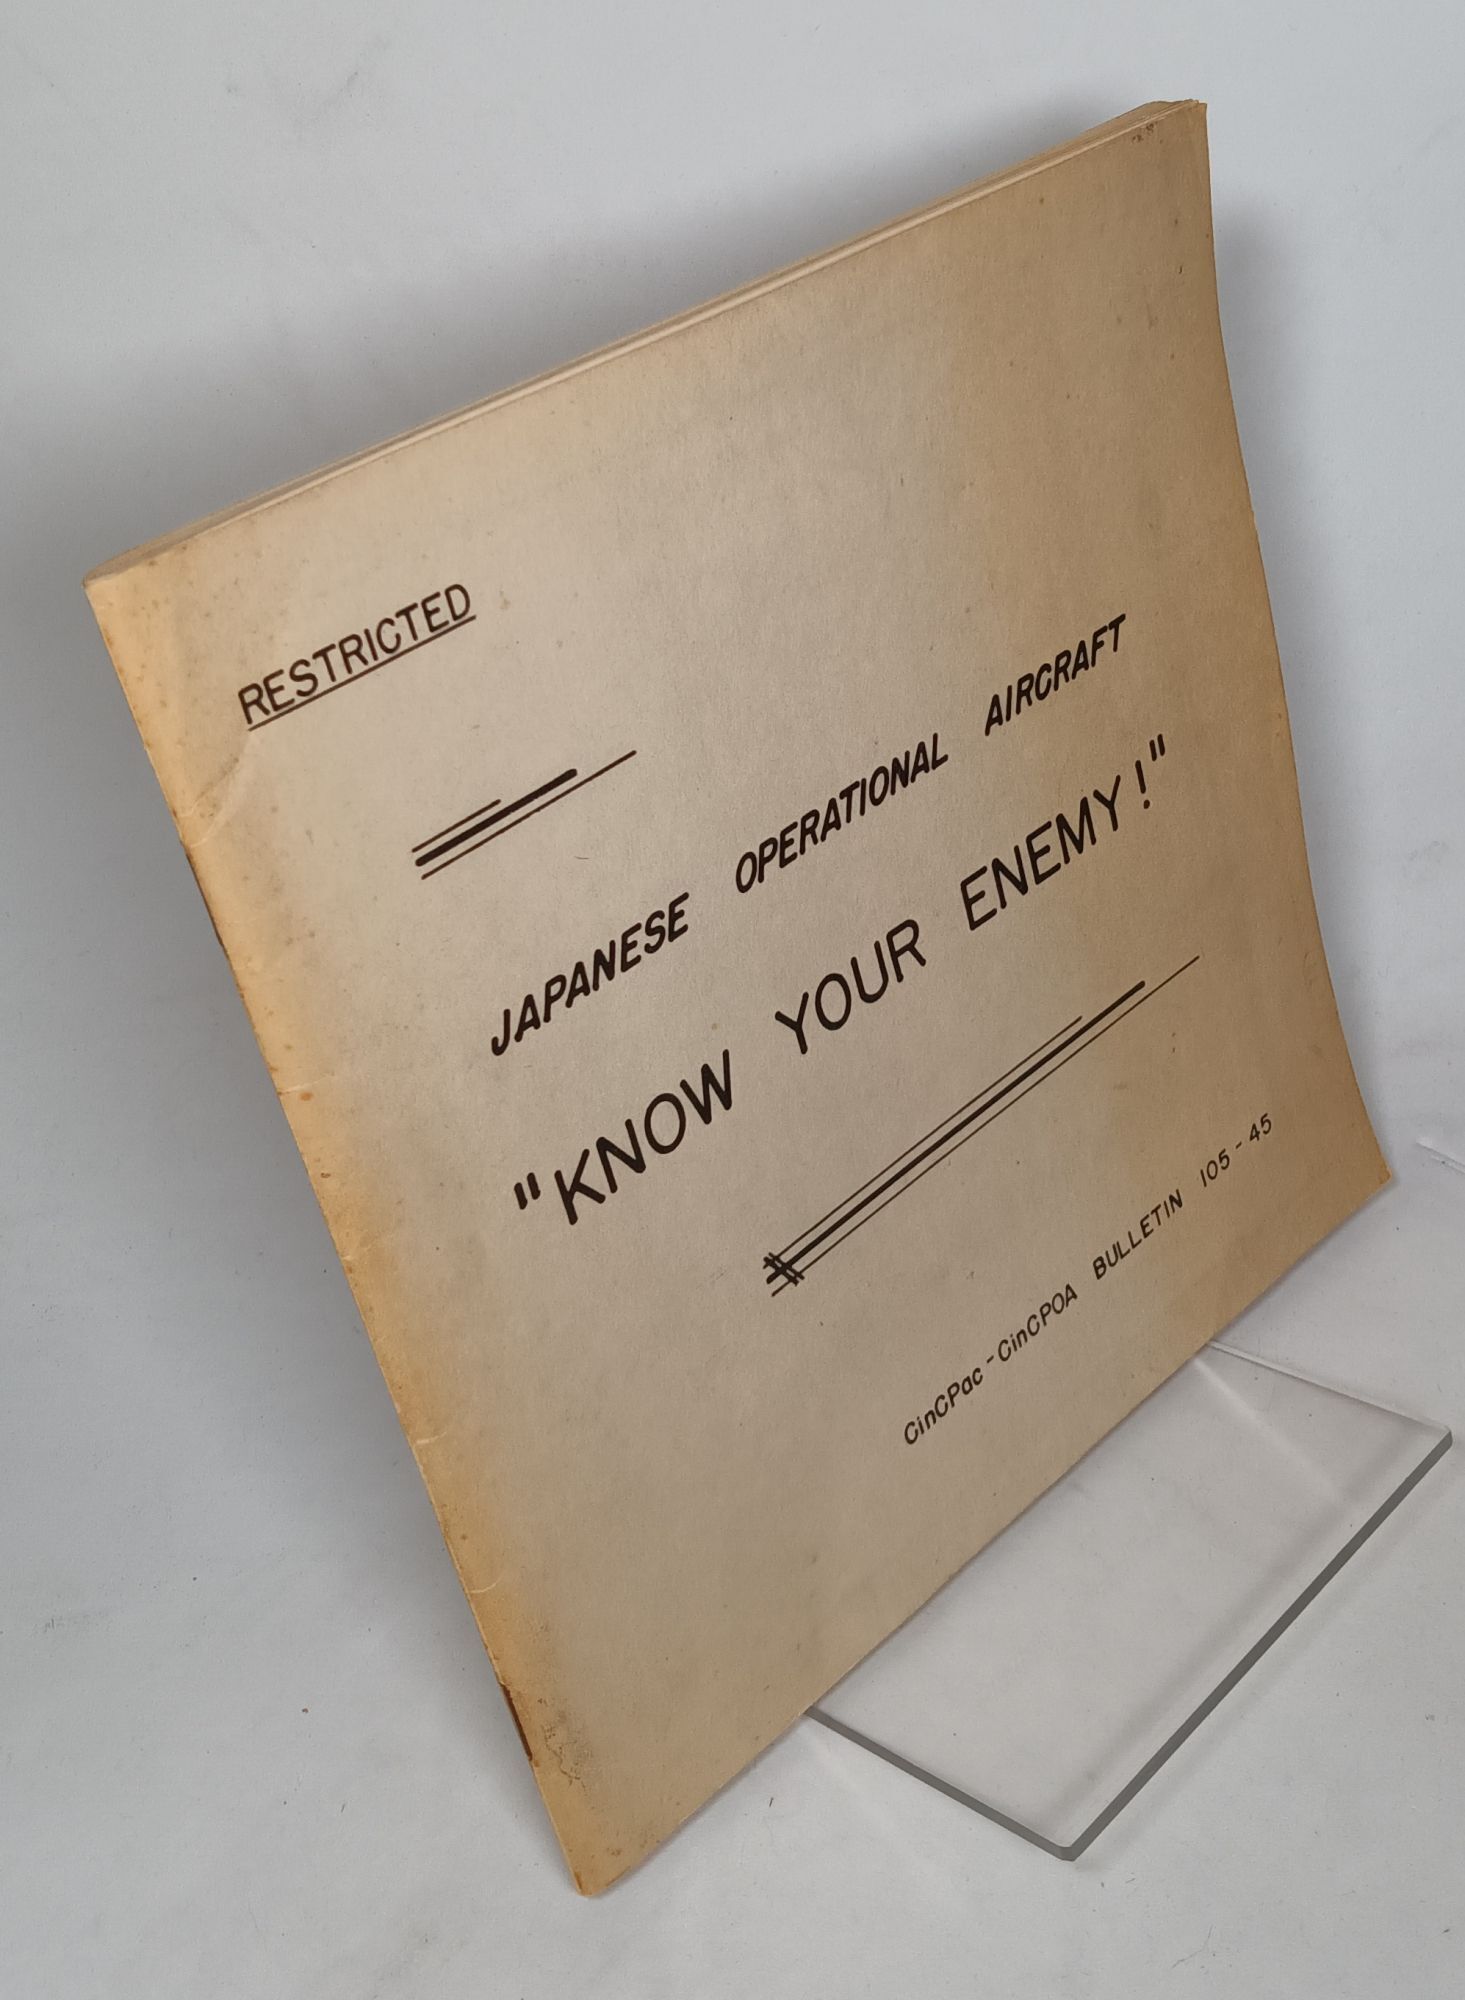 RESTRICTED
JAPANESE OPERATIONAL AIRCRAFT
"KNOW YOUR ENEMY!"
CinCPac - CinCPOA BULLETIN 105 - 45